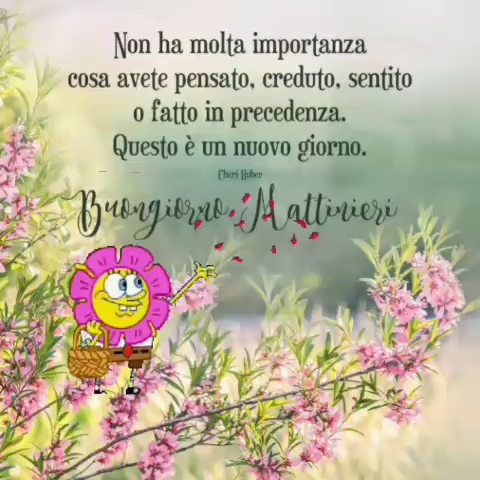 Non ha molta importanza
cosa avete pensato, creduto, sentito
o fatto in precedenza.
Questo è un nuovo giorno.
Cheri Huber
Buongiorno Mattinieri